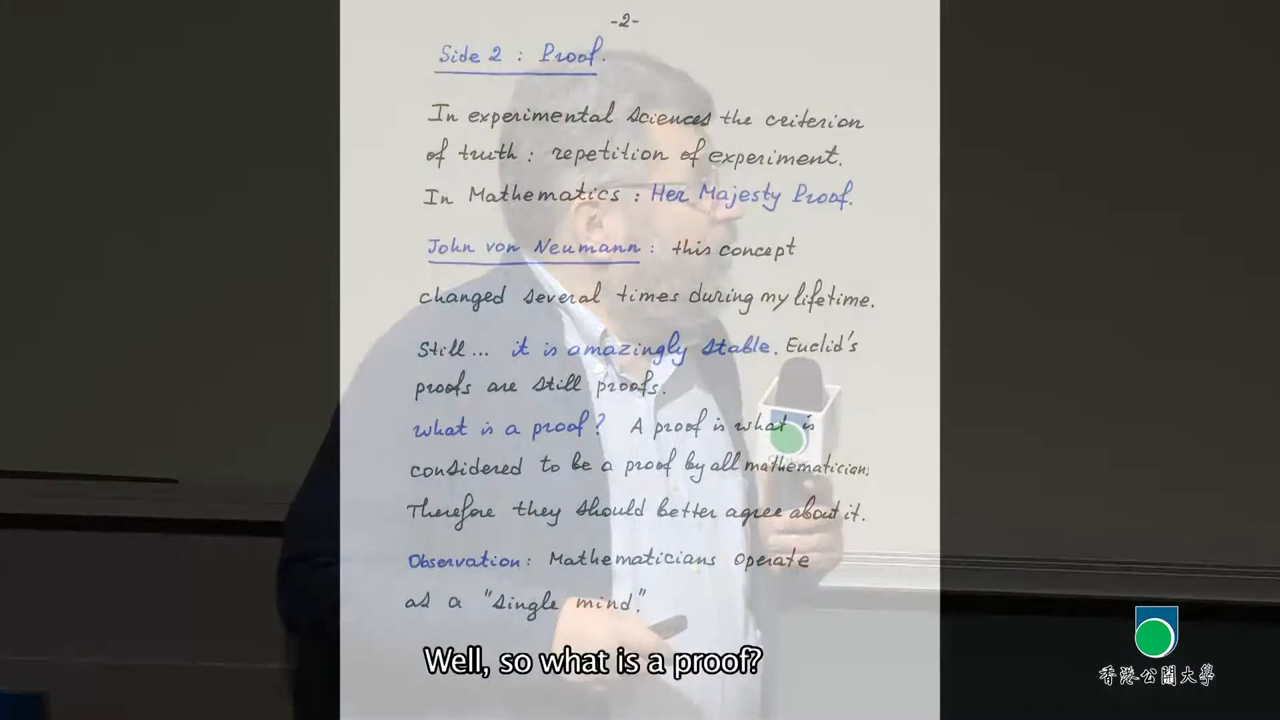 -2-
Side 2 : Proof.
In experimental sciences the criterion
of truth : repetition of experiment.
In Mathematics : Her Majesty Proof.
John von Neumann : this concept
changed several times during my lifetime.
Still... it is amazingly stable. Euclid's
proofs are still proofs.
What is a proof? A proof is what is
considered to be a proof by all mathematicians
Therefore they should better agree about it.
Observation: Mathematicians operate
as a "single mind."
Well, so what is a proof?
香港公開大學